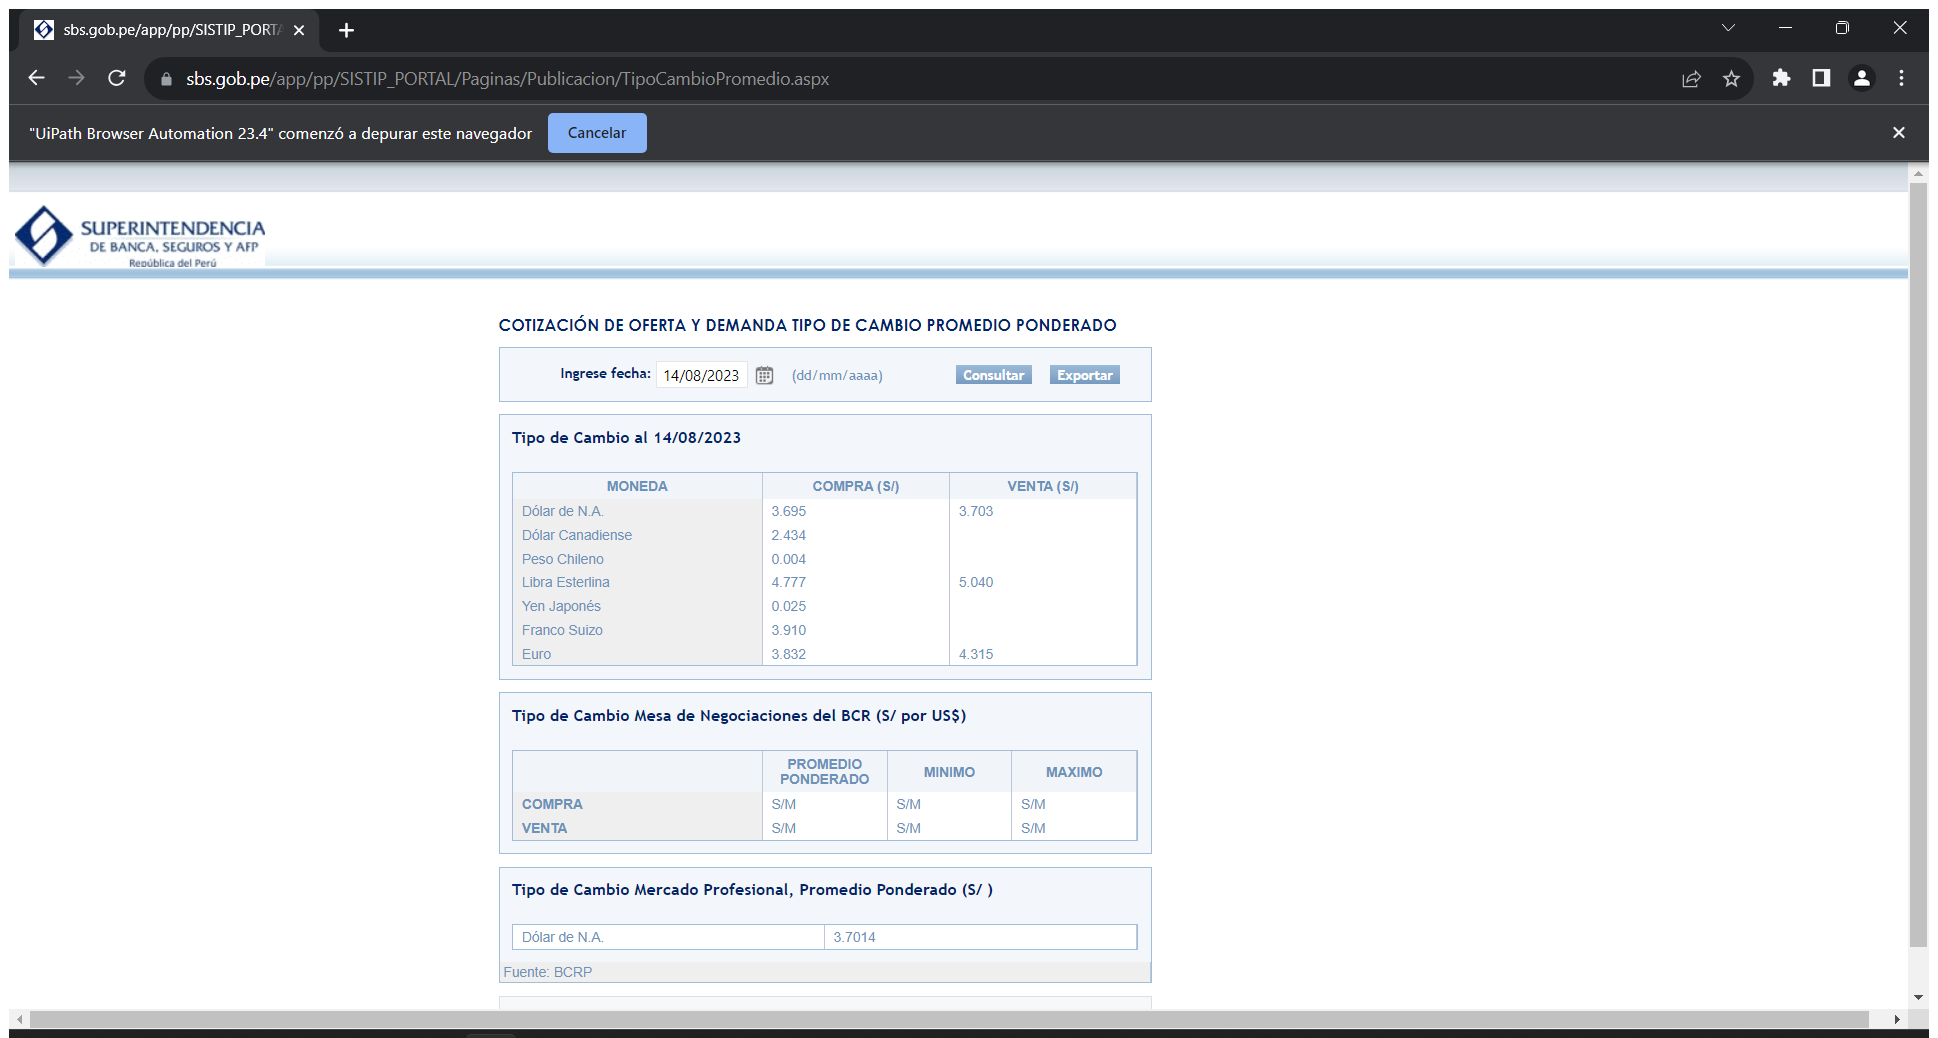 sbs.gob.pe/app/pp/SISTIP_PORTA
sbs.gob.pe/app/pp/SISTIP_PORTAL/Paginas/Publicacion/TipoCambioPromedio.aspx
"UiPath Browser Automation 23.4" comenzó a depurar este navegador Cancelar
SUPERINTENDENCIA
DE BANCA, SEGUROS Y AFP
República del Perú
COTIZACIÓN DE OFERTA Y DEMANDA TIPO DE CAMBIO PROMEDIO PONDERADO
Ingrese fecha: 14/08/2023 (dd/mm/aaaa) Consultar Exportar
Tipo de Cambio al 14/08/2023
MONEDA COMPRA (S/) VENTA (S/)
Dólar de N.A. 3.695 3.703
Dólar Canadiense 2.434
Peso Chileno 0.004
Libra Esterlina 4.777 5.040
Yen Japonés 0.025
Franco Suizo 3.910
Euro 3.832 4.315
Tipo de Cambio Mesa de Negociaciones del BCR (S/ por US$)
PROMEDIO PONDERADO MINIMO MAXIMO
COMPRA S/M S/M S/M
VENTA S/M S/M S/M
Tipo de Cambio Mercado Profesional, Promedio Ponderado (S/ )
Dólar de N.A. 3.7014
Fuente: BCRP